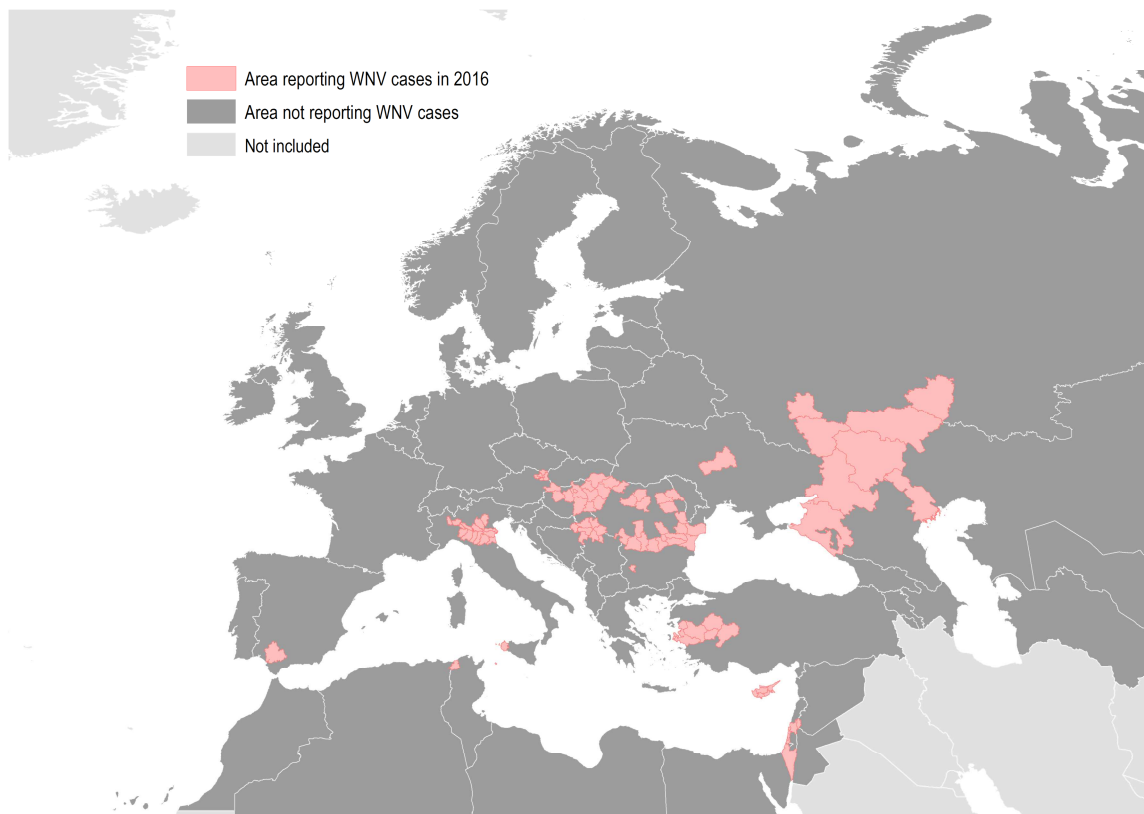 Area reporting WNV cases in 2016
Area not reporting WNV cases
Not included